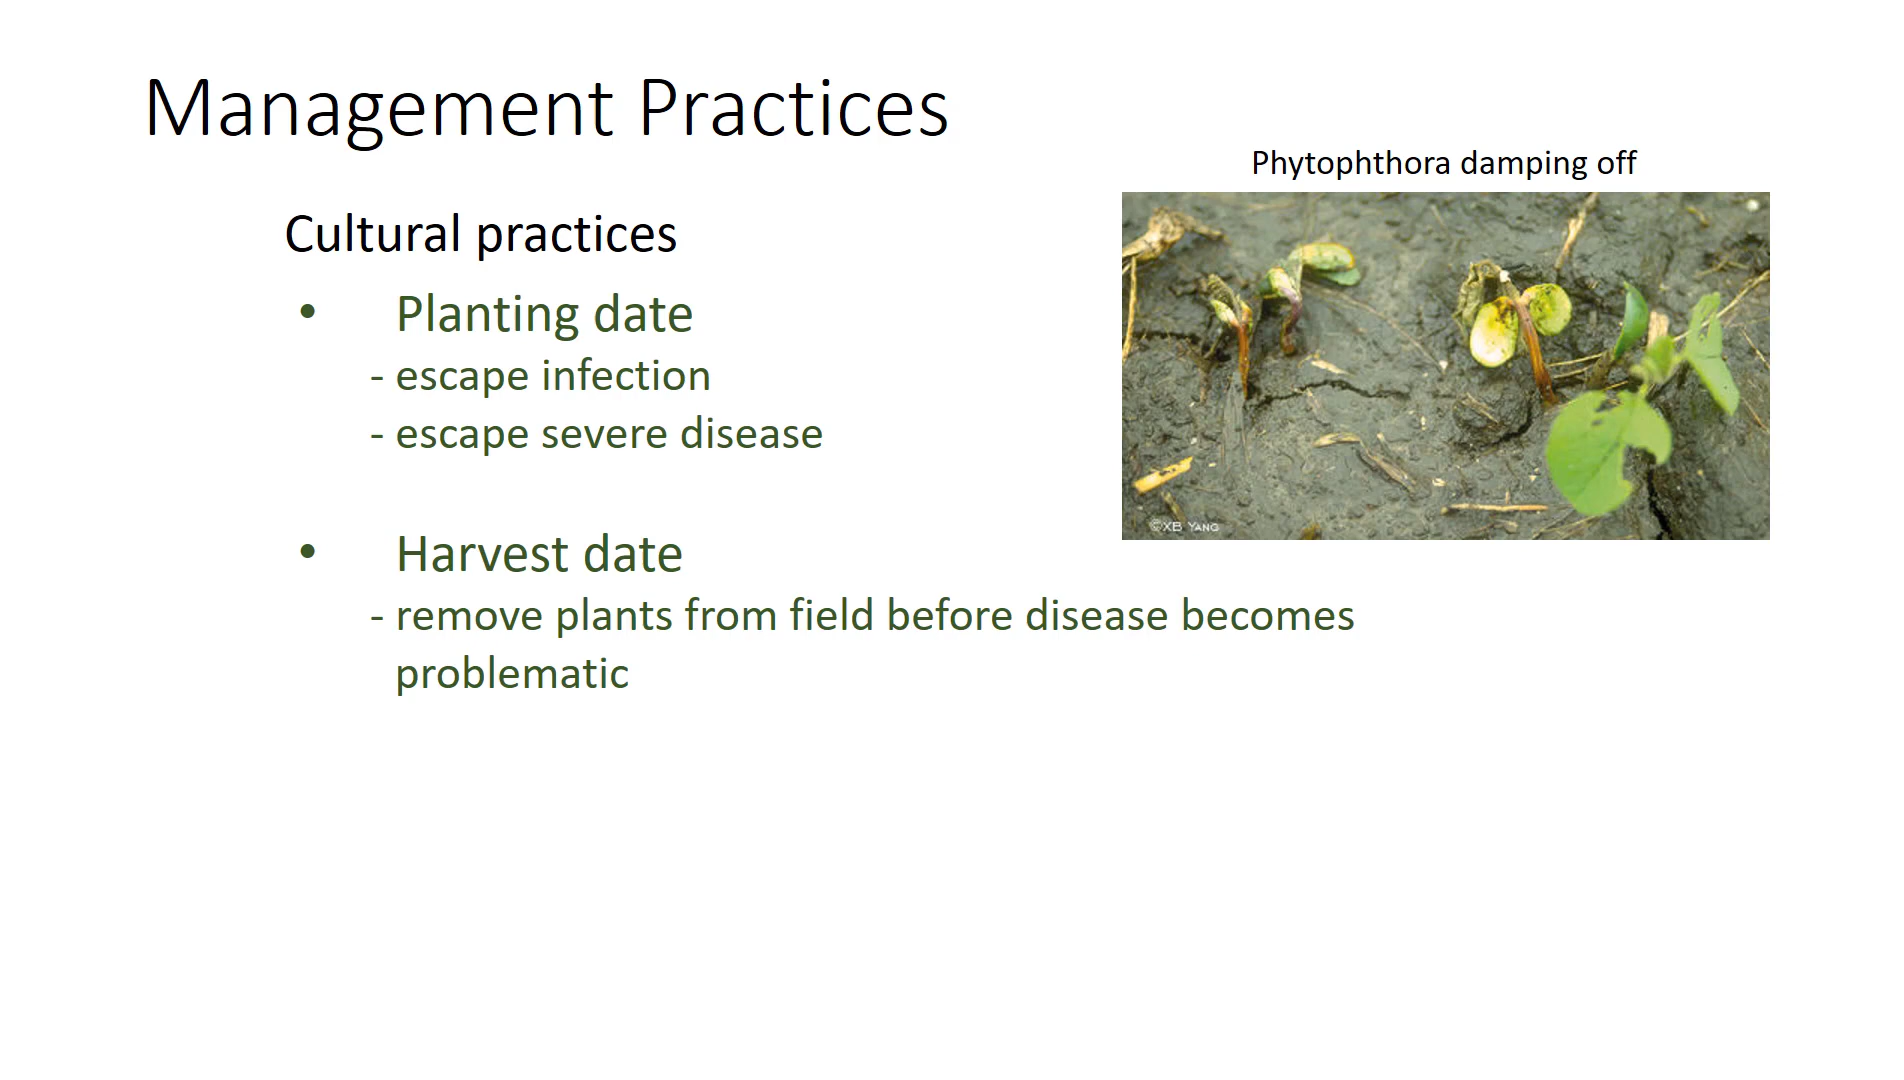 Management Practices
Phytophthora damping off
Cultural practices
• Planting date
- escape infection
- escape severe disease
• Harvest date
- remove plants from field before disease becomes
problematic
©XB YANG